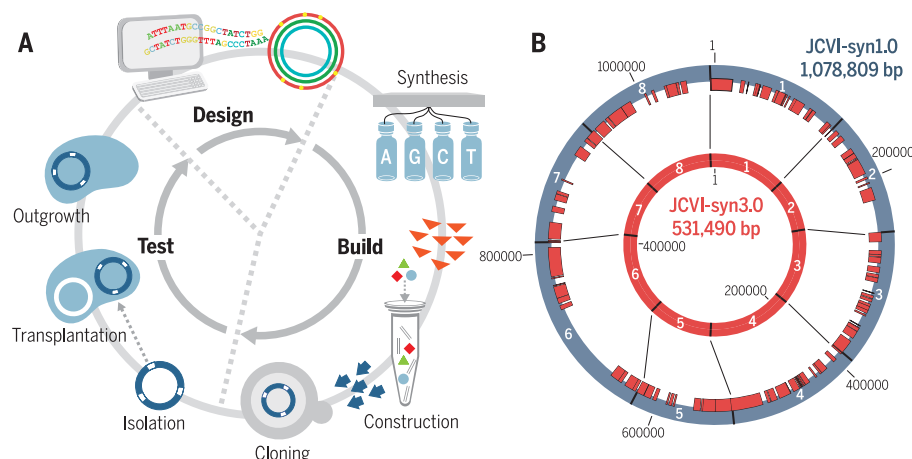 A
ATTTAATGCCGGCTATCTGG
GCTATCTGGGTTTAGCCCTAAA
Design
Synthesis
A G C T
Outgrowth
Test
Build
Transplantation
Isolation
Cloning
Construction
B
JCVI-syn1.0
1,078,809 bp
1
1000000
8
1
200000
2
7
8
1
1
2
JCVI-syn3.0
531,490 bp
7
800000
400000
3
6
200000
3
5
4
6
400000
4
5
600000